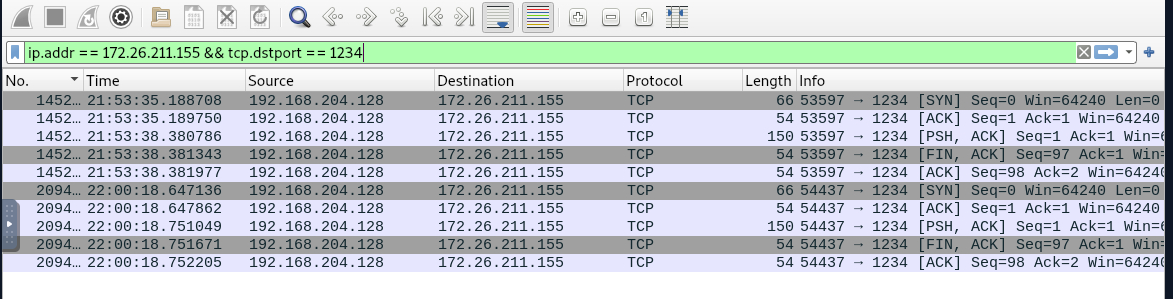 ip.addr == 172.26.211.155 && tcp.dstport == 1234
No. Time Source Destination Protocol Length Info
1452… 21:53:35.188708 192.168.204.128 172.26.211.155 TCP 66 53597 → 1234 [SYN] Seq=0 Win=64240 Len=0
1452… 21:53:35.189750 192.168.204.128 172.26.211.155 TCP 54 53597 → 1234 [ACK] Seq=1 Ack=1 Win=64240
1452… 21:53:38.380786 192.168.204.128 172.26.211.155 TCP 150 53597 → 1234 [PSH, ACK] Seq=1 Ack=1 Win=6
1452… 21:53:38.381343 192.168.204.128 172.26.211.155 TCP 54 53597 → 1234 [FIN, ACK] Seq=97 Ack=1 Win=
1452… 21:53:38.381977 192.168.204.128 172.26.211.155 TCP 54 53597 → 1234 [ACK] Seq=98 Ack=2 Win=64240
2094… 22:00:18.647136 192.168.204.128 172.26.211.155 TCP 66 54437 → 1234 [SYN] Seq=0 Win=64240 Len=0
2094… 22:00:18.647862 192.168.204.128 172.26.211.155 TCP 54 54437 → 1234 [ACK] Seq=1 Ack=1 Win=64240
2094… 22:00:18.751049 192.168.204.128 172.26.211.155 TCP 150 54437 → 1234 [PSH, ACK] Seq=1 Ack=1 Win=6
2094… 22:00:18.751671 192.168.204.128 172.26.211.155 TCP 54 54437 → 1234 [FIN, ACK] Seq=97 Ack=1 Win=
2094… 22:00:18.752205 192.168.204.128 172.26.211.155 TCP 54 54437 → 1234 [ACK] Seq=98 Ack=2 Win=64240